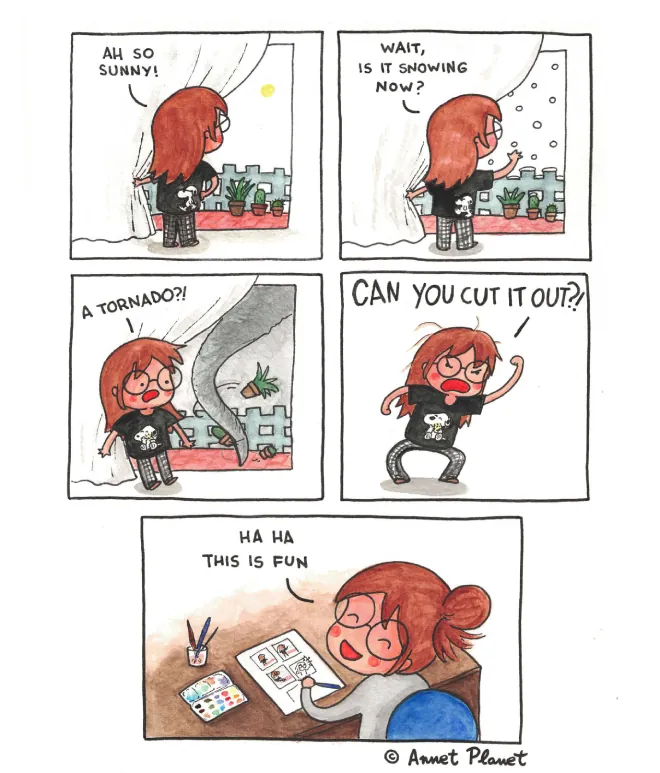 AH SO
SUNNY!
WAIT,
IS IT SNOWING
NOW?
A TORNADO?!
CAN YOU CUT IT OUT?!
HA HA
THIS IS FUN
© Annet Planet